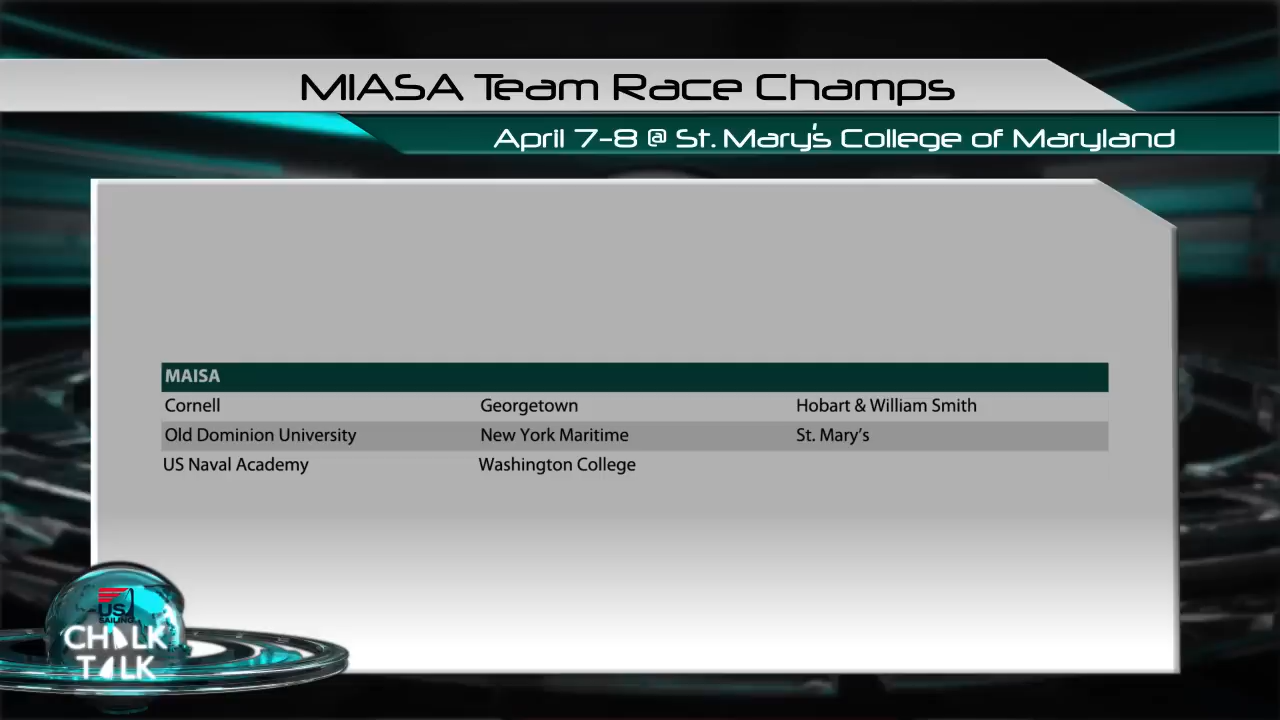 MIASA Team Race Champs
April 7-8 @ St. Mary's College of Maryland
MAISA
Cornell Georgetown Hobart & William Smith
Old Dominion University New York Maritime St. Mary's
US Naval Academy Washington College
US
SAILING
CHALK
TALK